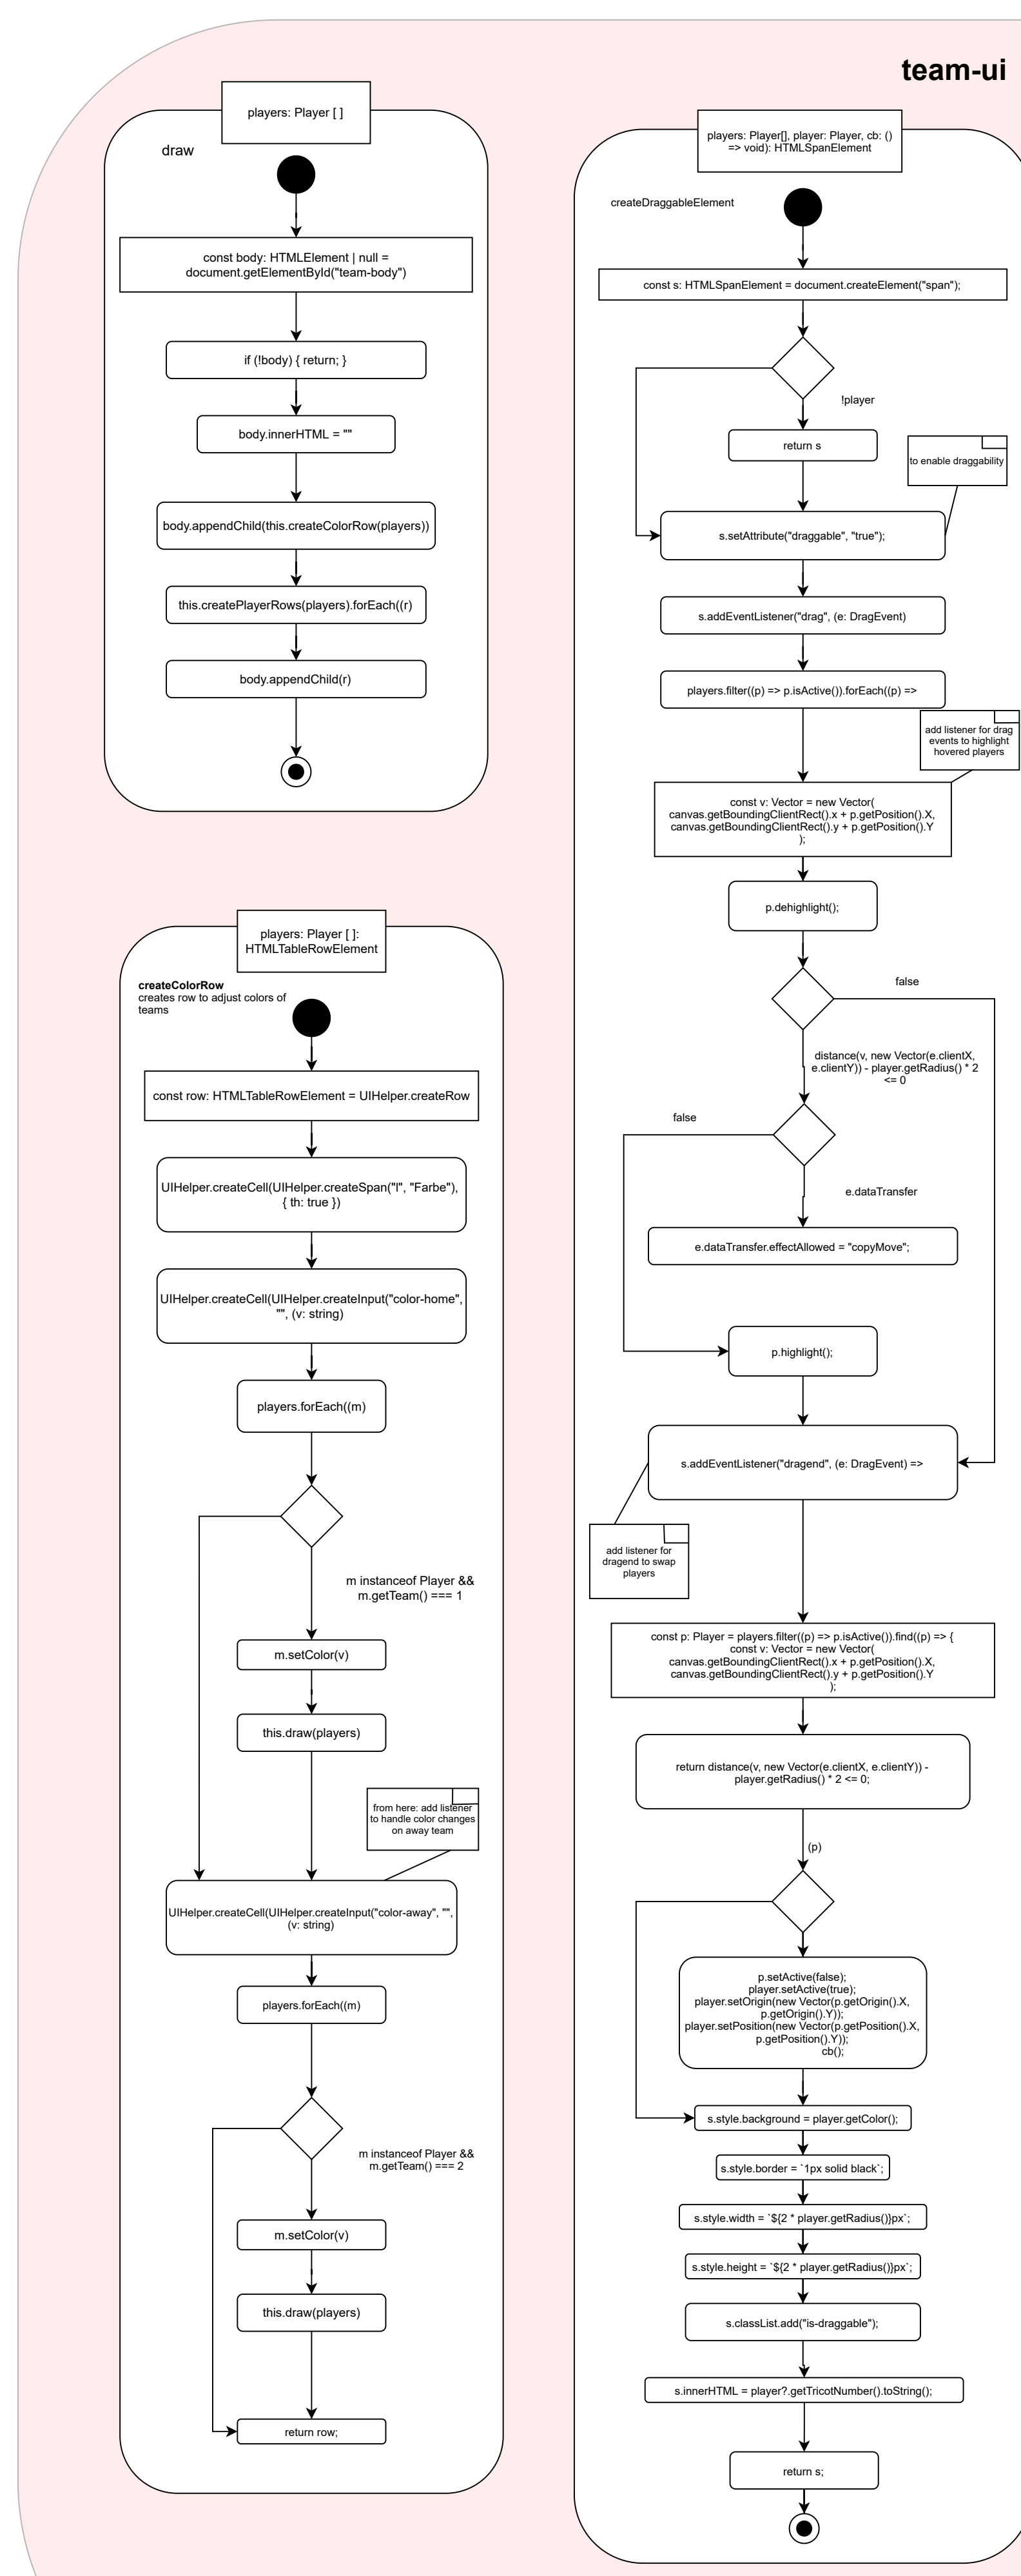 team-ui
players: Player [ ]
draw
const body: HTMLElement | null =
document.getElementById("team-body")
if (!body) { return; }
body.innerHTML = ""
body.appendChild(this.createColorRow(players))
this.createPlayerRows(players).forEach((r)
body.appendChild(r)
players: Player [ ]:
HTMLTableRowElement
createColorRow
creates row to adjust colors of
teams
const row: HTMLTableRowElement = UIHelper.createRow
UIHelper.createCell(UIHelper.createSpan("l", "Farbe"),
{ th: true })
UIHelper.createCell(UIHelper.createInput("color-home",
"", (v: string)
players.forEach((m)
m instanceof Player &&
m.getTeam() === 1
m.setColor(v)
this.draw(players)
from here: add listener
to handle color changes
on away team
UIHelper.createCell(UIHelper.createInput("color-away", "",
(v: string)
players.forEach((m)
m instanceof Player &&
m.getTeam() === 2
m.setColor(v)
this.draw(players)
return row;
players: Player[], player: Player, cb: ()
=> void): HTMLSpanElement
createDraggableElement
const s: HTMLSpanElement = document.createElement("span");
!player
return s
to enable draggability
s.setAttribute("draggable", "true");
s.addEventListener("drag", (e: DragEvent)
players.filter((p) => p.isActive()).forEach((p) =>
add listener for drag
events to highlight
hovered players
const v: Vector = new Vector(
canvas.getBoundingClientRect().x + p.getPosition().X,
canvas.getBoundingClientRect().y + p.getPosition().Y
);
p.dehighlight();
false
distance(v, new Vector(e.clientX,
e.clientY)) - player.getRadius() * 2
<= 0
false
e.dataTransfer
e.dataTransfer.effectAllowed = "copyMove";
p.highlight();
s.addEventListener("dragend", (e: DragEvent) =>
add listener for
dragend to swap
players
const p: Player = players.filter((p) => p.isActive()).find((p) => {
const v: Vector = new Vector(
canvas.getBoundingClientRect().x + p.getPosition().X,
canvas.getBoundingClientRect().y + p.getPosition().Y
);
return distance(v, new Vector(e.clientX, e.clientY)) -
player.getRadius() * 2 <= 0;
(p)
p.setActive(false);
player.setActive(true);
player.setOrigin(new Vector(p.getOrigin().X,
p.getOrigin().Y));
player.setPosition(new Vector(p.getPosition().X,
p.getPosition().Y));
cb();
s.style.background = player.getColor();
s.style.border = `1px solid black`;
s.style.width = `${2 * player.getRadius()}px`;
s.style.height = `${2 * player.getRadius()}px`;
s.classList.add("is-draggable");
s.innerHTML = player?.getTricotNumber().toString();
return s;